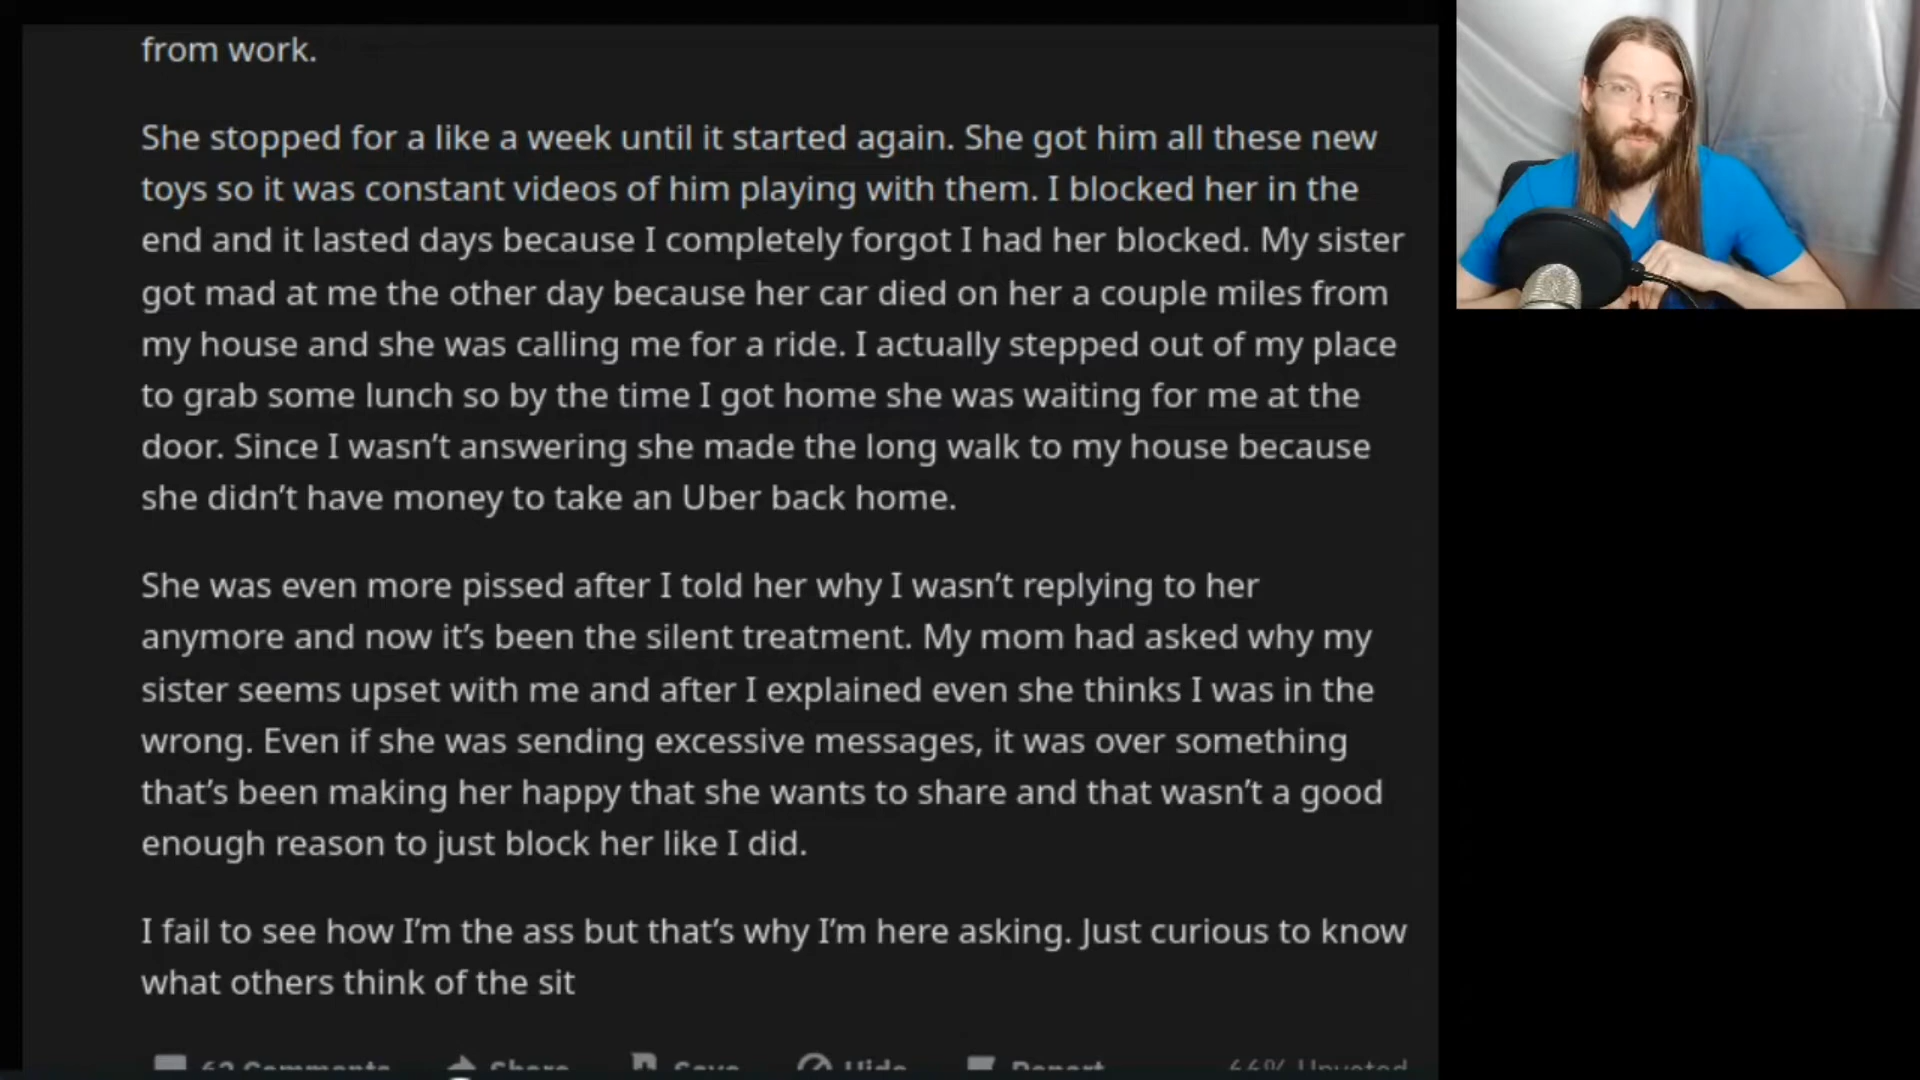 from work.
She stopped for a like a week until it started again. She got him all these new
toys so it was constant videos of him playing with them. I blocked her in the
end and it lasted days because I completely forgot I had her blocked. My sister
got mad at me the other day because her car died on her a couple miles from
my house and she was calling me for a ride. I actually stepped out of my place
to grab some lunch so by the time I got home she was waiting for me at the
door. Since I wasn’t answering she made the long walk to my house because
she didn’t have money to take an Uber back home.
She was even more pissed after I told her why I wasn’t replying to her
anymore and now it’s been the silent treatment. My mom had asked why my
sister seems upset with me and after I explained even she thinks I was in the
wrong. Even if she was sending excessive messages, it was over something
that’s been making her happy that she wants to share and that wasn’t a good
enough reason to just block her like I did.
I fail to see how I’m the ass but that’s why I’m here asking. Just curious to know
what others think of the sit
Comments Share Save Hide Report Upvoted